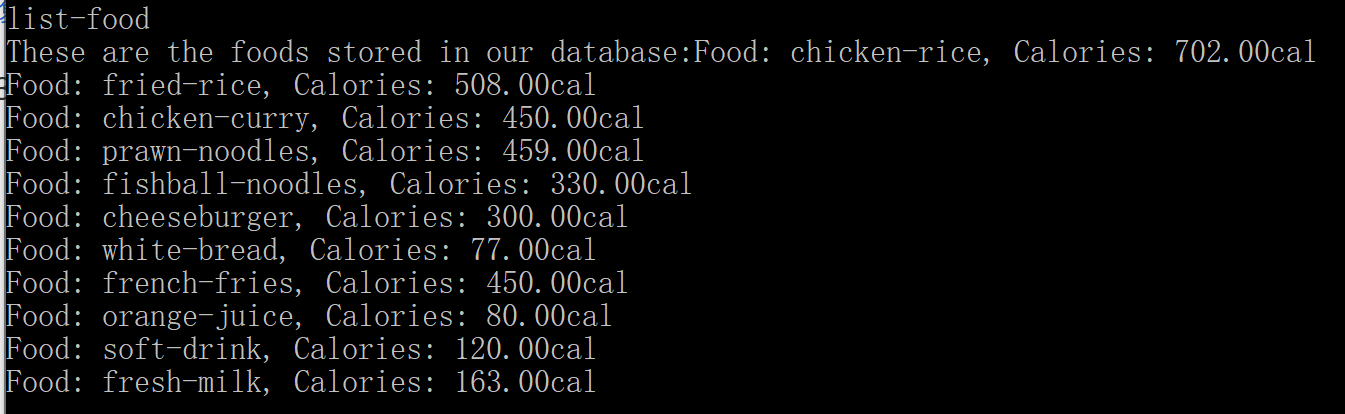 list-food
These are the foods stored in our database:Food: chicken-rice, Calories: 702.00cal
Food: fried-rice, Calories: 508.00cal
Food: chicken-curry, Calories: 450.00cal
Food: prawn-noodles, Calories: 459.00cal
Food: fishball-noodles, Calories: 330.00cal
Food: cheeseburger, Calories: 300.00cal
Food: white-bread, Calories: 77.00cal
Food: french-fries, Calories: 450.00cal
Food: orange-juice, Calories: 80.00cal
Food: soft-drink, Calories: 120.00cal
Food: fresh-milk, Calories: 163.00cal